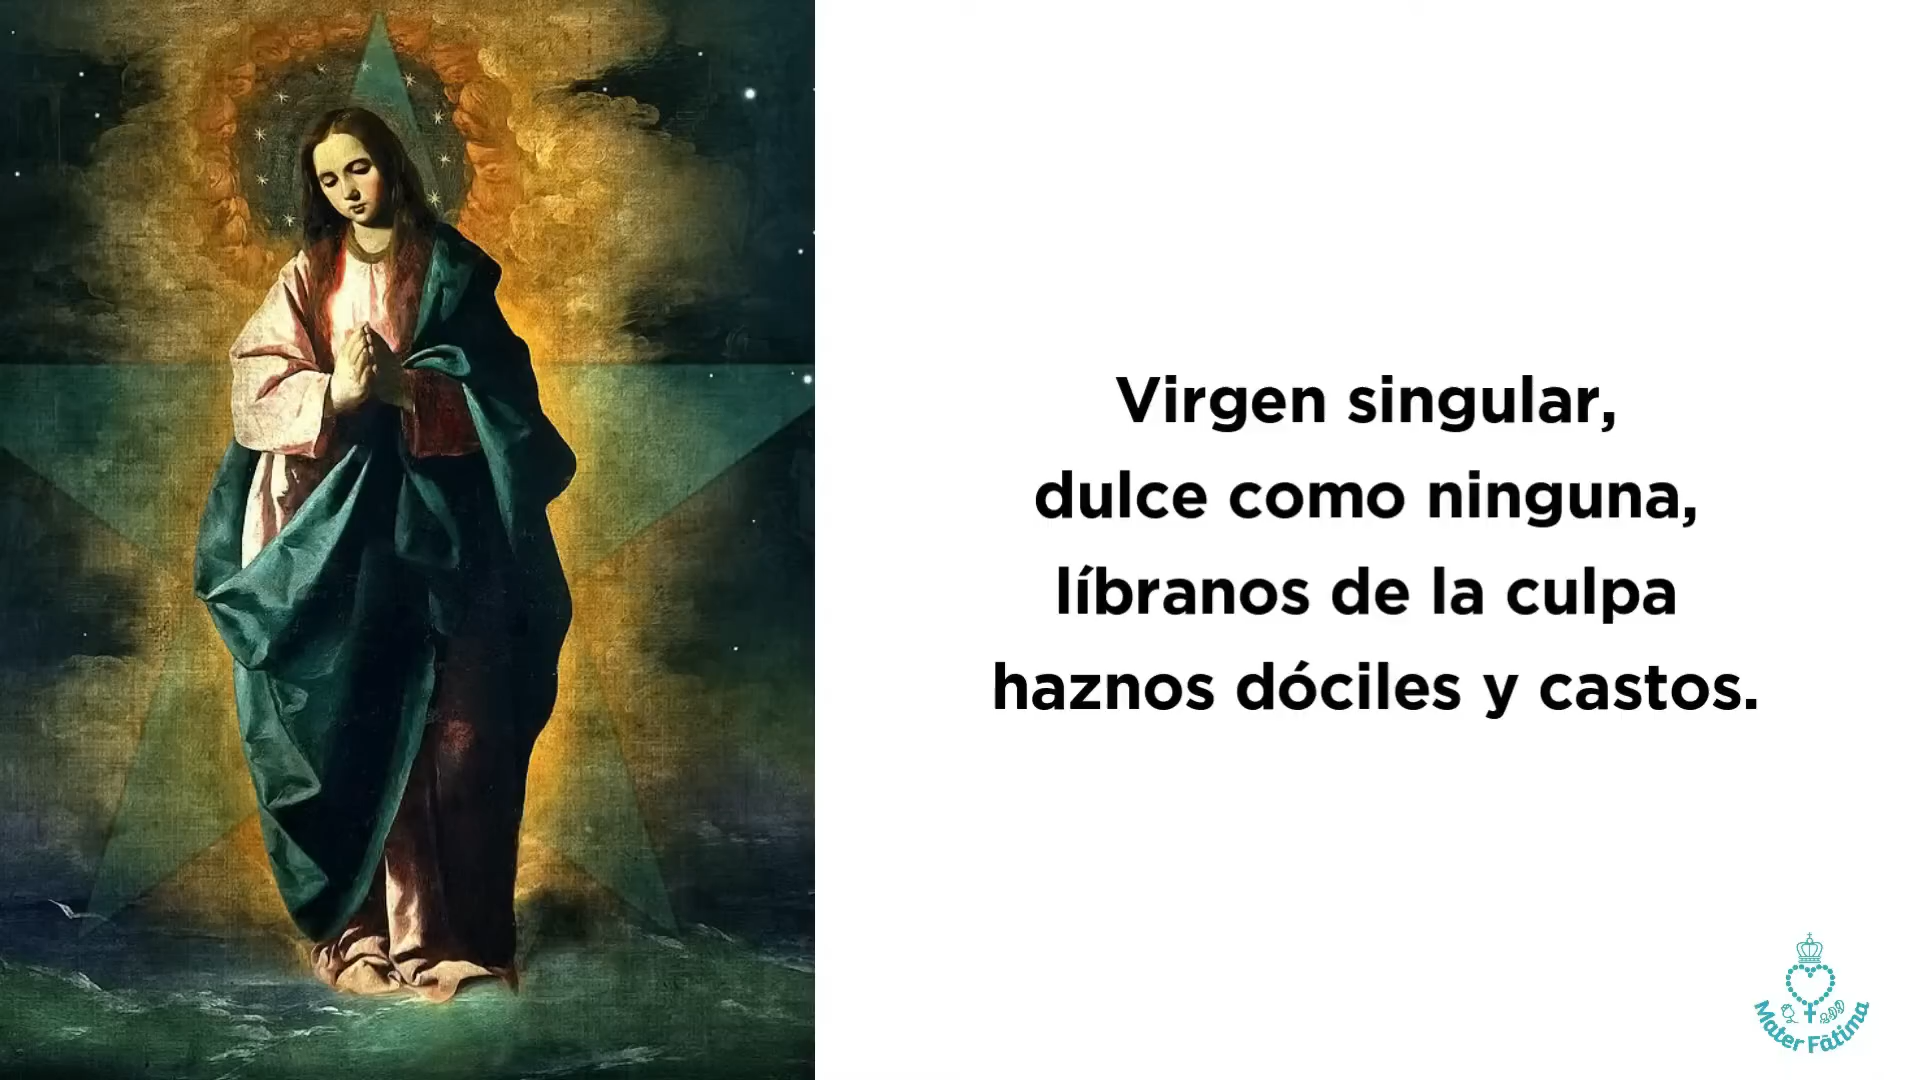 Virgen singular,
dulce como ninguna,
líbranos de la culpa
haznos dóciles y castos.
Mater Fátima